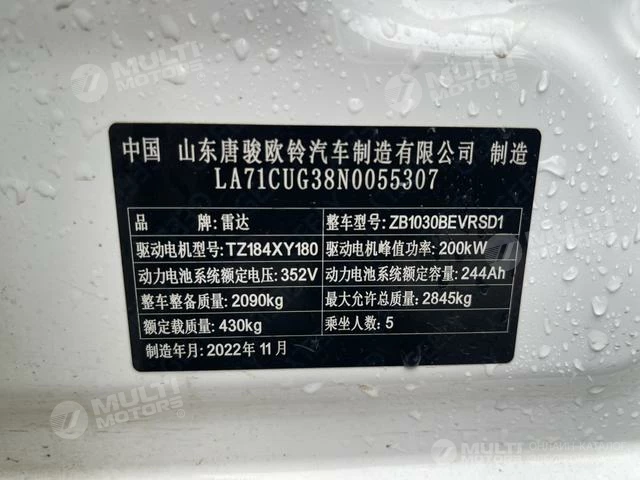 MULTI MOTORS
MULTI MOTORS
中国 山东唐骏欧铃汽车制造有限公司 制造
LA71CUG38N0055307
品 牌:雷达 整车型号:ZB1030BEVRSD1
驱动电机型号:TZ184XY180 驱动电机峰值功率:200kW
动力电池系统额定电压:352V 动力电池系统额定容量:244Ah
整车整备质量:2090kg 最大允许总质量:2845kg
额定载质量:430kg 乘坐人数:5
制造年月:2022年11月
MULTI MOTORS
MULTI
ОНЛАЙН-КАТАЛОГ